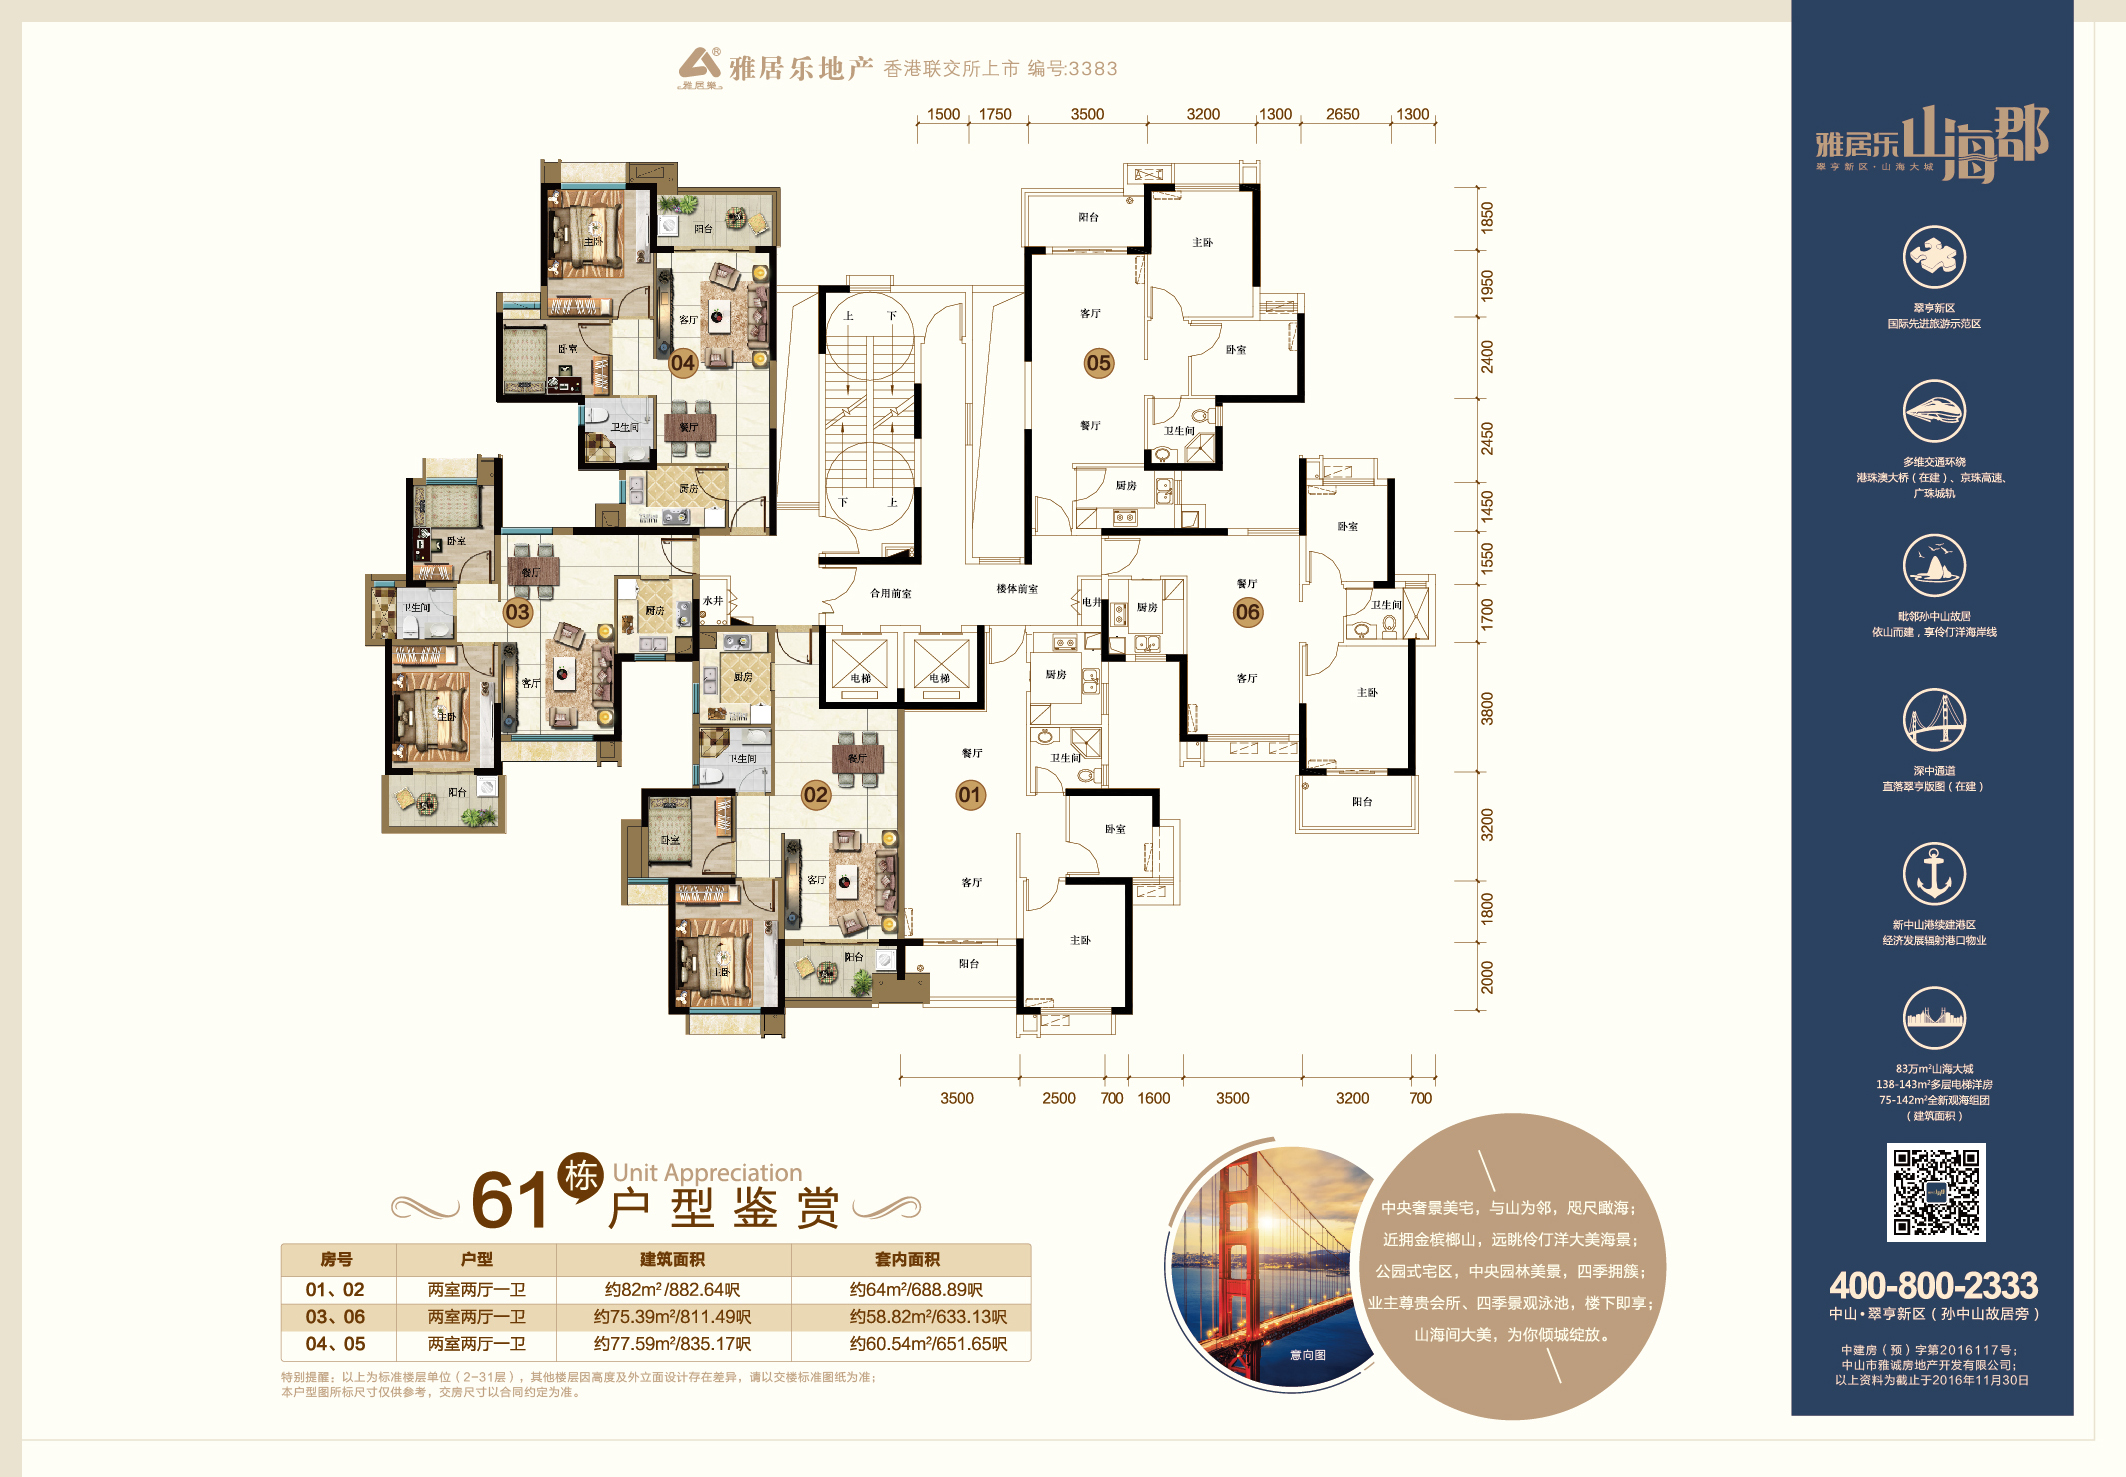 雅居樂
雅居乐地产 香港联交所上市 编号:3383
1500 1750 3500 3200 1300 2650 1300
1850
1950
2400
2450
1450
1550
1700
3800
3200
1800
2000
3500 2500 700 1600 3500 3200 700
主卧
阳台
客厅
卧室
04
卫生间
餐厅
厨房
上 下
下 上
阳台
主卧
客厅
卧室
05
餐厅
卫生间
厨房
卧室
餐厅
03
卫生间
厨房
客厅
主卧
阳台
水井
合用前室
楼体前室
电井
电梯
电梯
卧室
餐厅
厨房
06
卫生间
客厅
主卧
阳台
厨房
卫生间
餐厅
02
卧室
客厅
主卧
阳台
厨房
餐厅
卫生间
01
卧室
客厅
主卧
阳台
61栋
Unit Appreciation
户型鉴赏
房号 户型 建筑面积 套内面积
01、02 两室两厅一卫 约82m²/882.64呎 约64m²/688.89呎
03、06 两室两厅一卫 约75.39m²/811.49呎 约58.82m²/633.13呎
04、05 两室两厅一卫 约77.59m²/835.17呎 约60.54m²/651.65呎
特别提醒：以上为标准楼层单位（2-31层），其他楼层因高度及外立面设计存在差异，请以交楼标准图纸为准；
本户型图所标尺寸仅供参考，交房尺寸以合同约定为准。
意向图
中央奢景美宅，与山为邻，咫尺瞰海；
近拥金槟榔山，远眺伶仃洋大美海景；
公园式宅区，中央园林美景，四季拥簇；
业主尊贵会所、四季景观泳池，楼下即享；
山海间大美，为你倾城绽放。
雅居乐山海郡
翠亨新区·山海大城
翠亨新区
国际先进旅游示范区
多维交通环绕
港珠澳大桥（在建）、京珠高速、
广珠城轨
毗邻孙中山故居
依山而建，享伶仃洋海岸线
深中通道
直落翠亨版图（在建）
新中山港续建港区
经济发展辐射港口物业
83万m²山海大城
138-143m²多层电梯洋房
75-142m²全新观海组团
（建筑面积）
400-800-2333
中山·翠亨新区（孙中山故居旁）
中建房（预）字第2016117号；
中山市雅诚房地产开发有限公司；
以上资料为截止于2016年11月30日